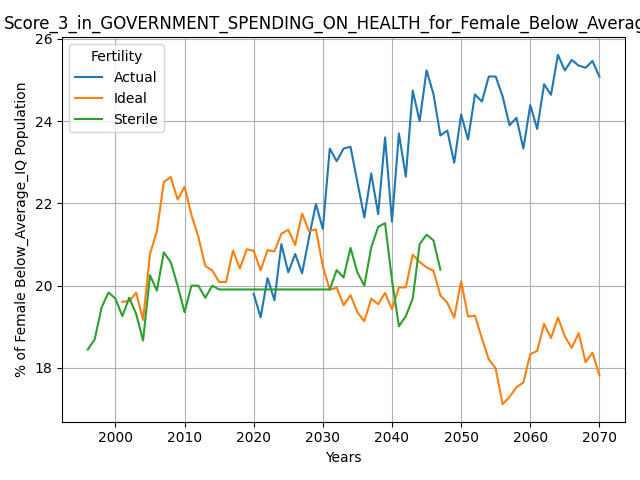 Score_3_in_GOVERNMENT_SPENDING_ON_HEALTH_for_Female_Below_Averag
Fertility
Actual
Ideal
Sterile
26
24
22
20
18
% of Female Below_Average_IQ Population
2000 2010 2020 2030 2040 2050 2060 2070
Years